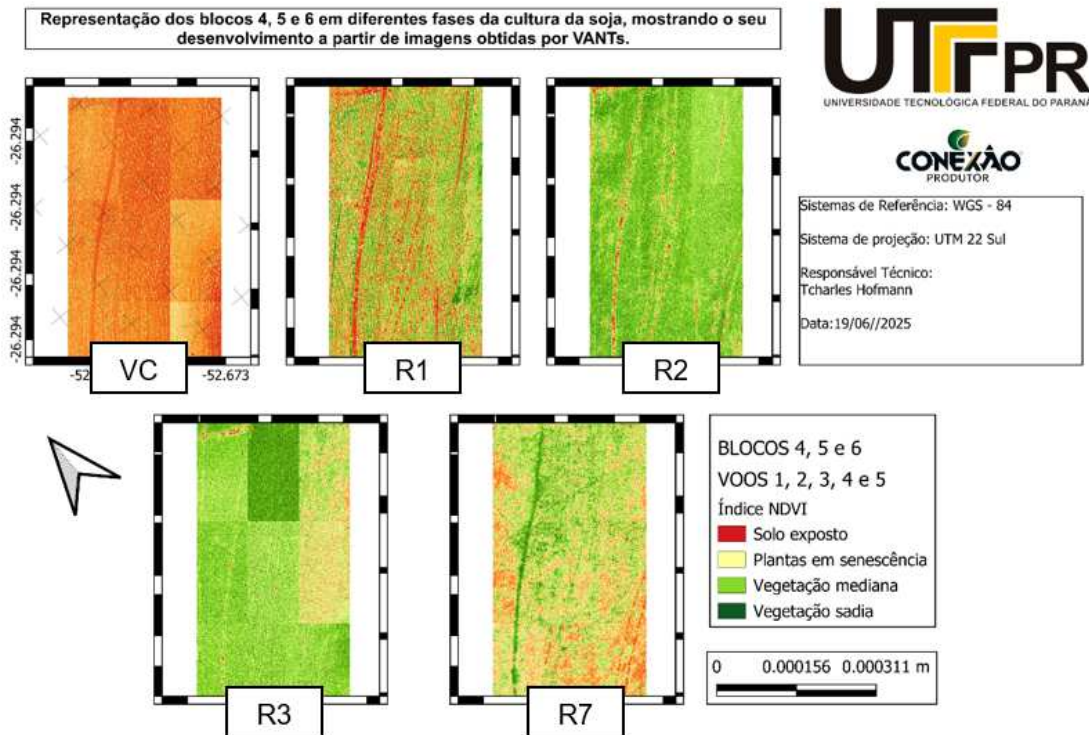 Representação dos blocos 4, 5 e 6 em diferentes fases da cultura da soja, mostrando o seu
desenvolvimento a partir de imagens obtidas por VANTs.
UTFPR
UNIVERSIDADE TECNOLÓGICA FEDERAL DO PARANÁ
CONEXÃO
PRODUTOR
Sistemas de Referência: WGS - 84
Sistema de projeção: UTM 22 Sul
Responsável Técnico:
Tcharles Hofmann
Data:19/06//2025
-26.294
-26.294
-26.294
-26.294
-52
-52.673
VC
R1
R2
R3
R7
BLOCOS 4, 5 e 6
VOOS 1, 2, 3, 4 e 5
Índice NDVI
Solo exposto
Plantas em senescência
Vegetação mediana
Vegetação sadia
0 0.000156 0.000311 m